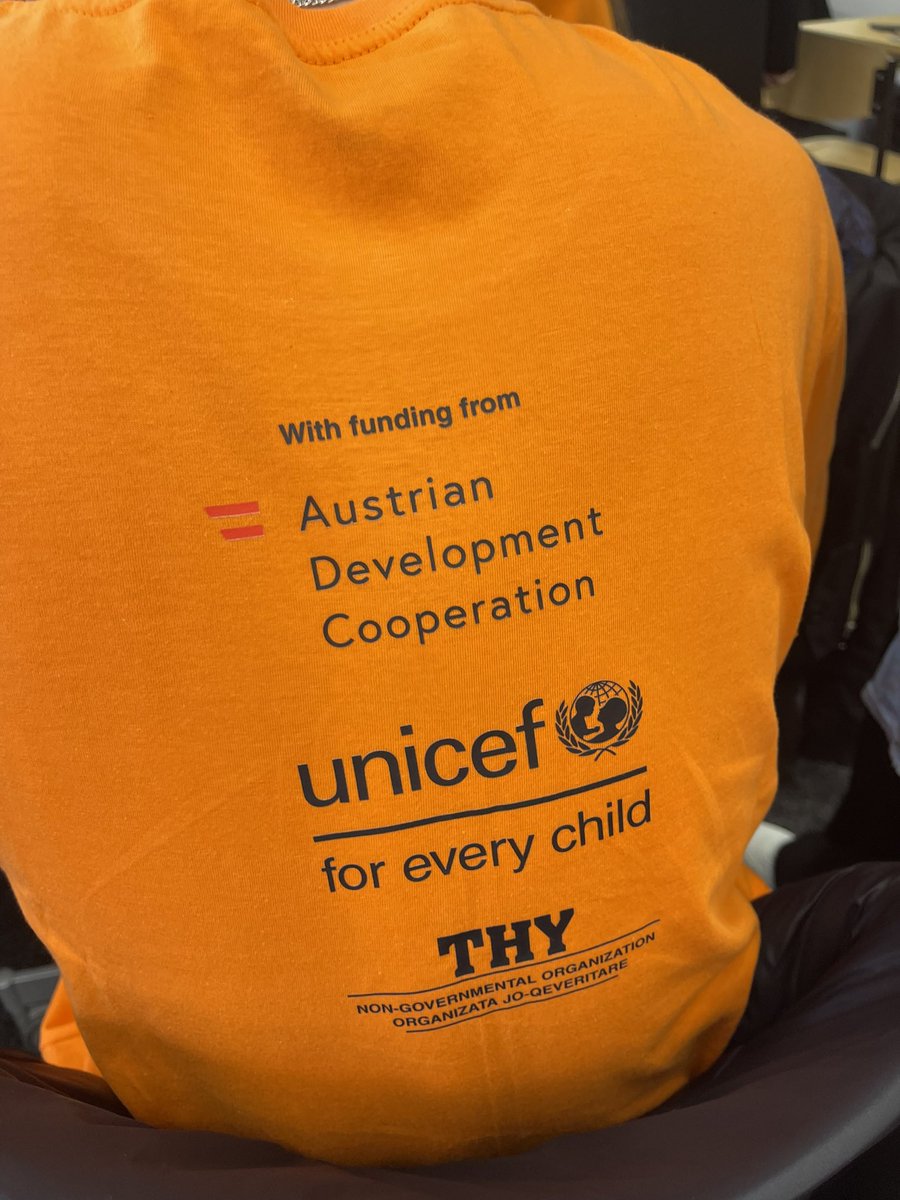 With funding from
Austrian
Development
Cooperation
unicef
for every child
THY
NON-GOVERNMENTAL ORGANIZATION
ORGANIZATA JO-QEVERITARE